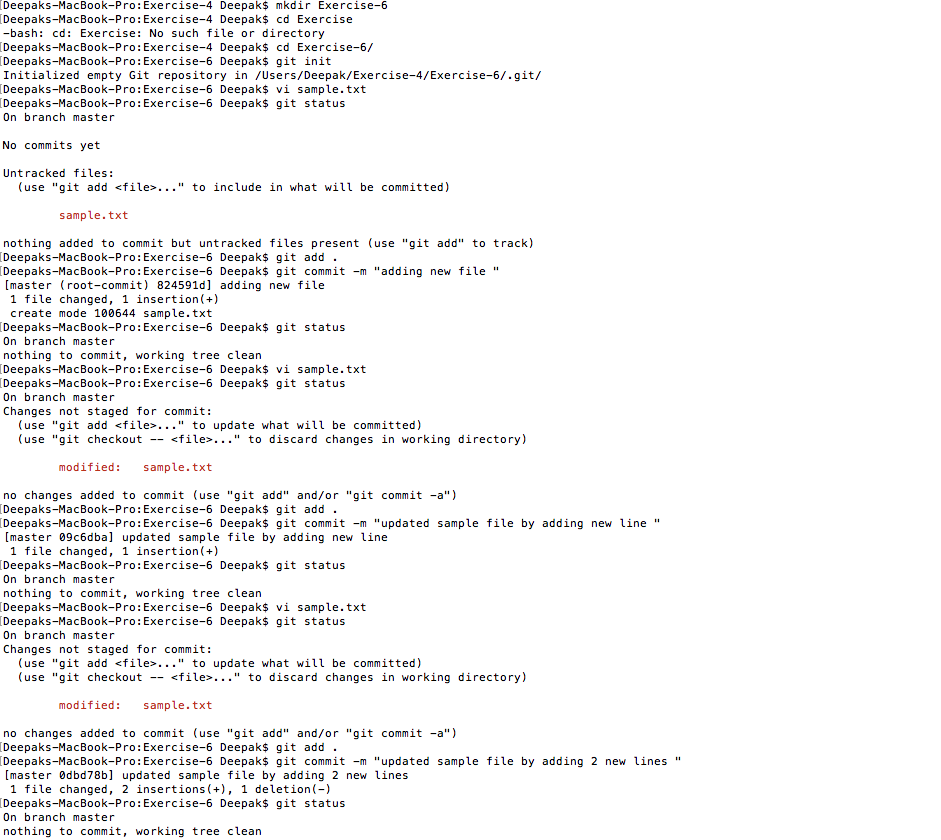 [Deepaks-MacBook-Pro:Exercise-4 Deepak$ mkdir Exercise-6
[Deepaks-MacBook-Pro:Exercise-4 Deepak$ cd Exercise
-bash: cd: Exercise: No such file or directory
[Deepaks-MacBook-Pro:Exercise-4 Deepak$ cd Exercise-6/
[Deepaks-MacBook-Pro:Exercise-6 Deepak$ git init
Initialized empty Git repository in /Users/Deepak/Exercise-4/Exercise-6/.git/
[Deepaks-MacBook-Pro:Exercise-6 Deepak$ vi sample.txt
[Deepaks-MacBook-Pro:Exercise-6 Deepak$ git status
On branch master

No commits yet

Untracked files:
  (use "git add <file>..." to include in what will be committed)

        sample.txt

nothing added to commit but untracked files present (use "git add" to track)
[Deepaks-MacBook-Pro:Exercise-6 Deepak$ git add .
[Deepaks-MacBook-Pro:Exercise-6 Deepak$ git commit -m "adding new file "
[master (root-commit) 824591d] adding new file
 1 file changed, 1 insertion(+)
 create mode 100644 sample.txt
[Deepaks-MacBook-Pro:Exercise-6 Deepak$ git status
On branch master
nothing to commit, working tree clean
[Deepaks-MacBook-Pro:Exercise-6 Deepak$ vi sample.txt
[Deepaks-MacBook-Pro:Exercise-6 Deepak$ git status
On branch master
Changes not staged for commit:
  (use "git add <file>..." to update what will be committed)
  (use "git checkout -- <file>..." to discard changes in working directory)

        modified:   sample.txt

no changes added to commit (use "git add" and/or "git commit -a")
[Deepaks-MacBook-Pro:Exercise-6 Deepak$ git add .
[Deepaks-MacBook-Pro:Exercise-6 Deepak$ git commit -m "updated sample file by adding new line "
[master 09c6dba] updated sample file by adding new line
 1 file changed, 1 insertion(+)
[Deepaks-MacBook-Pro:Exercise-6 Deepak$ git status
On branch master
nothing to commit, working tree clean
[Deepaks-MacBook-Pro:Exercise-6 Deepak$ vi sample.txt
[Deepaks-MacBook-Pro:Exercise-6 Deepak$ git status
On branch master
Changes not staged for commit:
  (use "git add <file>..." to update what will be committed)
  (use "git checkout -- <file>..." to discard changes in working directory)

        modified:   sample.txt

no changes added to commit (use "git add" and/or "git commit -a")
[Deepaks-MacBook-Pro:Exercise-6 Deepak$ git add .
[Deepaks-MacBook-Pro:Exercise-6 Deepak$ git commit -m "updated sample file by adding 2 new lines "
[master 0dbd78b] updated sample file by adding 2 new lines
 1 file changed, 2 insertions(+), 1 deletion(-)
[Deepaks-MacBook-Pro:Exercise-6 Deepak$ git status
On branch master
nothing to commit, working tree clean